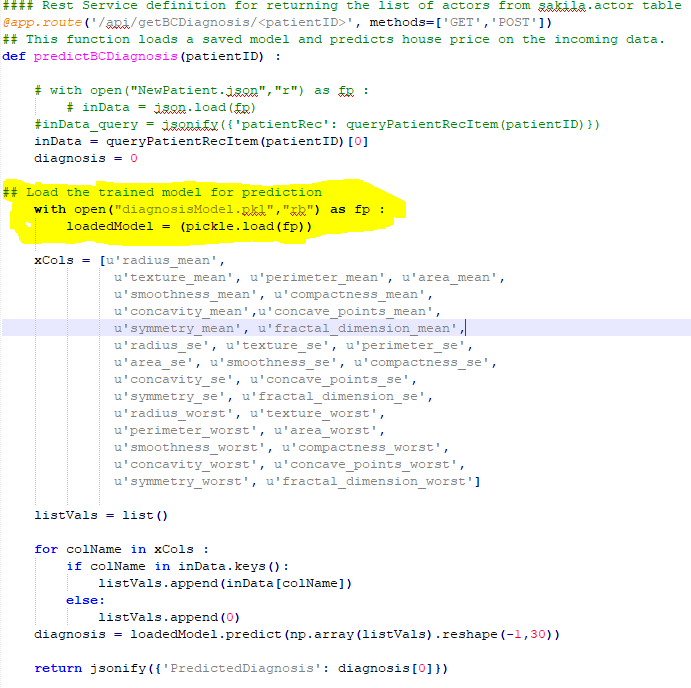 #### Rest Service definition for returning the list of actors from sakila.actor table
@app.route('/api/getBCDiagnosis/<patientID>', methods=['GET','POST'])
## This function loads a saved model and predicts house price on the incoming data.
def predictBCDiagnosis(patientID) :
# with open("NewPatient.json","r") as fp :
# inData = json.load(fp)
#inData_query = jsonify({'patientRec': queryPatientRecItem(patientID)})
inData = queryPatientRecItem(patientID)[0]
diagnosis = 0
## Load the trained model for prediction
with open("diagnosisModel.pkl","rb") as fp :
loadedModel = (pickle.load(fp))
xCols = [u'radius_mean',
u'texture_mean', u'perimeter_mean', u'area_mean',
u'smoothness_mean', u'compactness_mean',
u'concavity_mean',u'concave_points_mean',
u'symmetry_mean', u'fractal_dimension_mean',
u'radius_se', u'texture_se', u'perimeter_se',
u'area_se', u'smoothness_se', u'compactness_se',
u'concavity_se', u'concave_points_se',
u'symmetry_se', u'fractal_dimension_se',
u'radius_worst', u'texture_worst',
u'perimeter_worst', u'area_worst',
u'smoothness_worst', u'compactness_worst',
u'concavity_worst', u'concave_points_worst',
u'symmetry_worst', u'fractal_dimension_worst']
listVals = list()
for colName in xCols :
if colName in inData.keys():
listVals.append(inData[colName])
else:
listVals.append(0)
diagnosis = loadedModel.predict(np.array(listVals).reshape(-1,30))
return jsonify({'PredictedDiagnosis': diagnosis[0]})